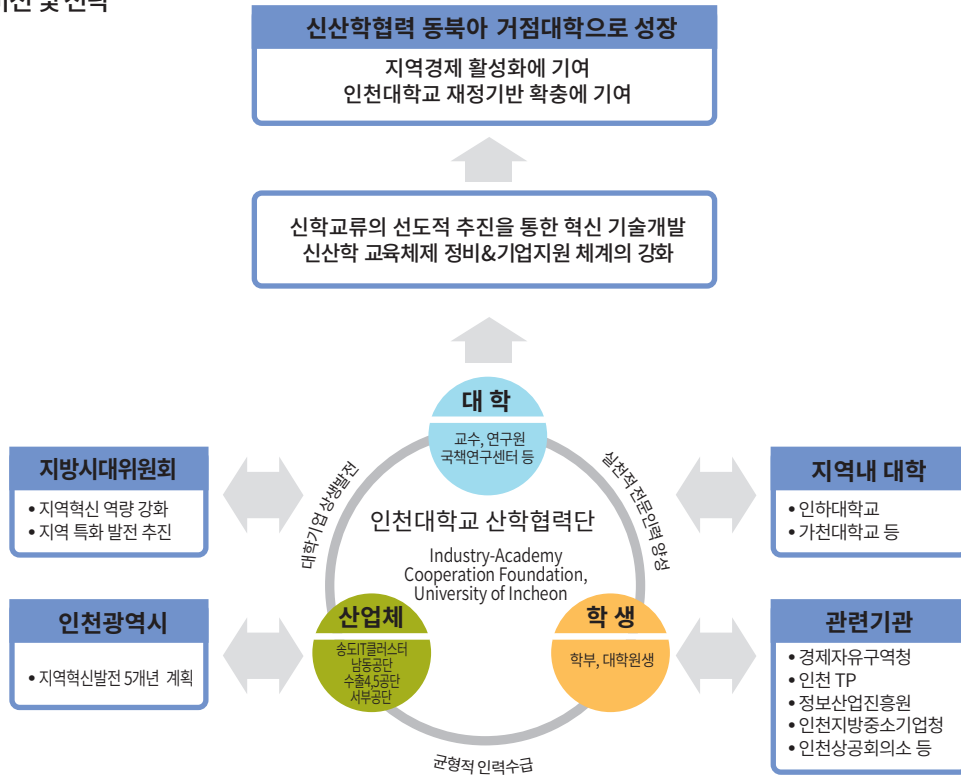 신산학협력 동북아 거점대학으로 성장
지역경제 활성화에 기여
인천대학교 재정기반 확충에 기여
신학교류의 선도적 추진을 통한 혁신 기술개발
신산학 교육체제 정비&기업지원 체계의 강화
대 학
교수, 연구원
국책연구센터 등
지방시대위원회
• 지역혁신 역량 강화
• 지역 특화 발전 추진
대학기업 상생발전
실천적 전문인력 양성
지역내 대학
• 인하대학교
• 가천대학교 등
인천대학교 산학협력단
Industry-Academy
Cooperation Foundation,
University of Incheon
인천광역시
• 지역혁신발전 5개년 계획
산업체
송도IT클러스터
남동공단
수출4,5공단
서부공단
학 생
학부, 대학원생
관련기관
• 경제자유구역청
• 인천 TP
• 정보산업진흥원
• 인천지방중소기업청
• 인천상공회의소 등
균형적 인력수급